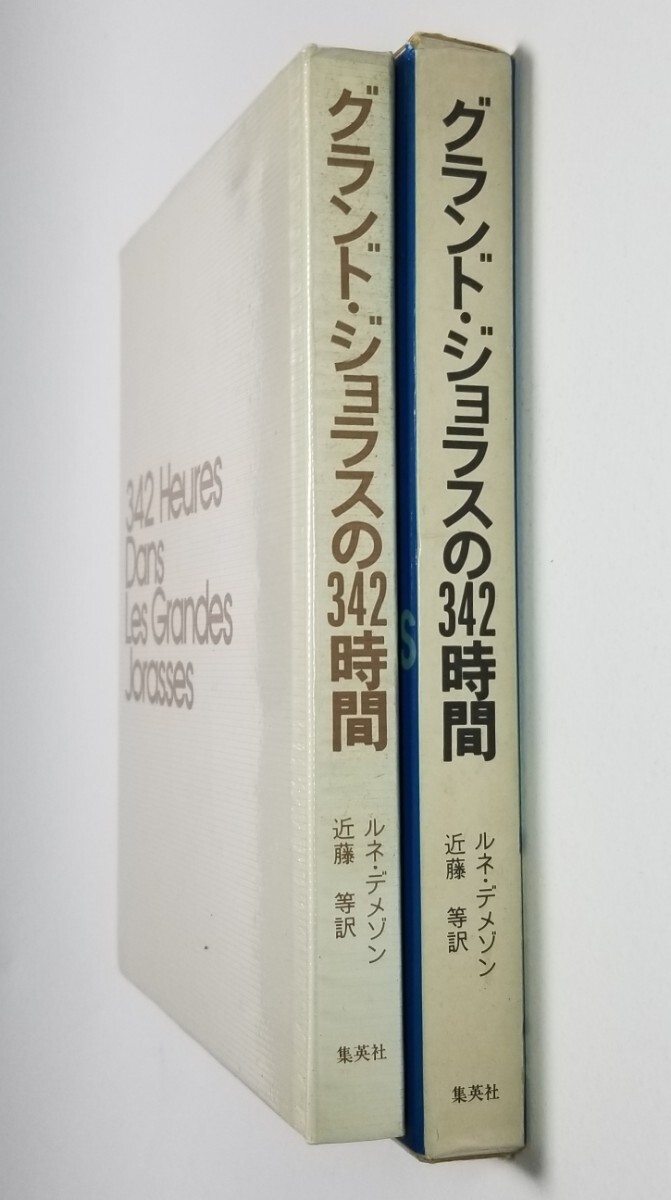 342 Heures
Dans
Les Grandes
Jorasses
グランド・ジョラスの342時間
ルネ・デメゾン
近藤 等訳
集英社
S
グランド・ジョラスの342時間
ルネ・デメゾン
近藤 等訳
集英社